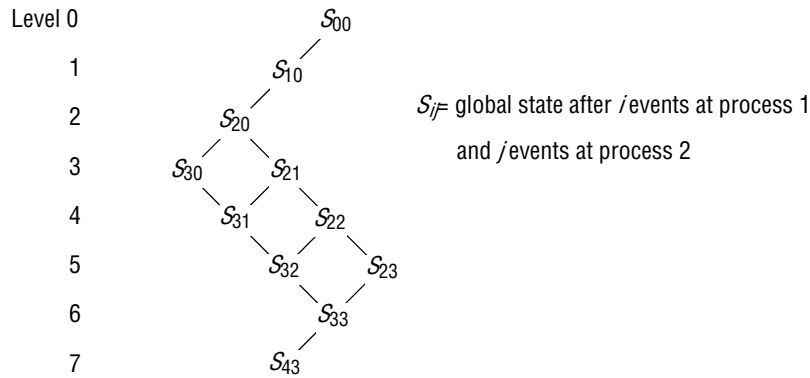 Level 0 S00
1 S10
2 S20
Sij= global state after i events at process 1
and j events at process 2
3 S30 S21
4 S31 S22
5 S32 S23
6 S33
7 S43